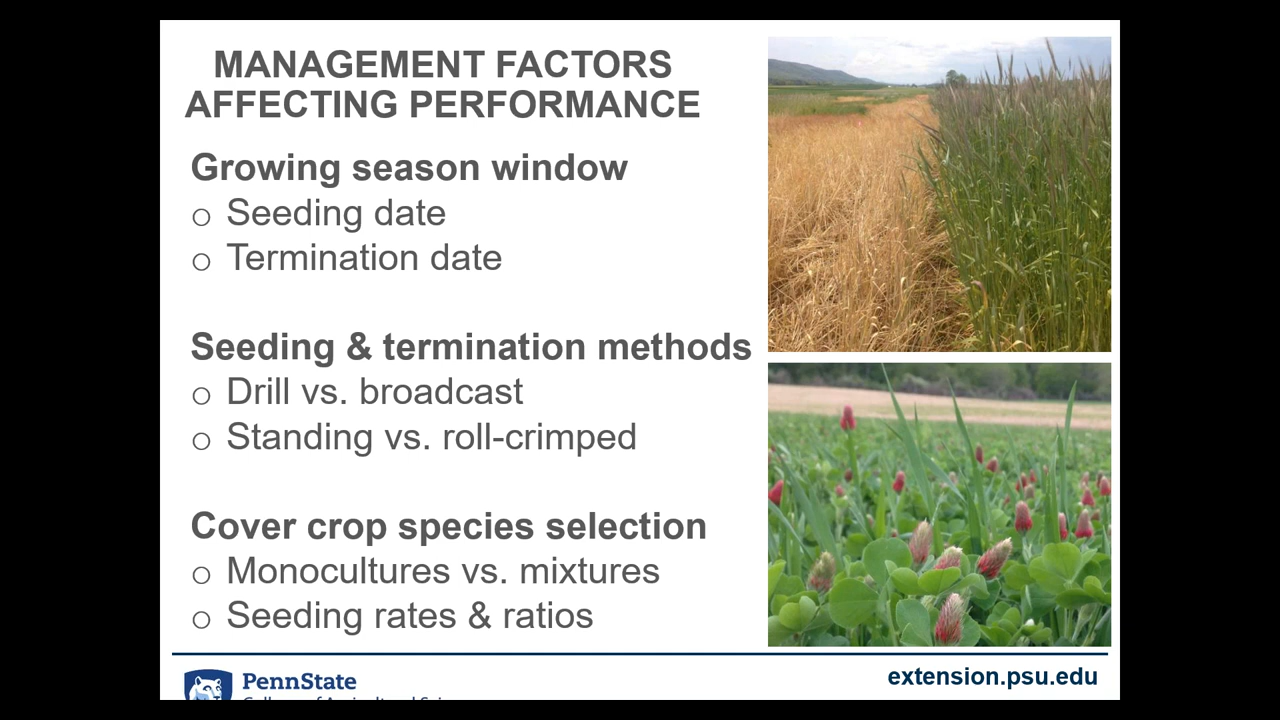 MANAGEMENT FACTORS
AFFECTING PERFORMANCE
Growing season window
o Seeding date
o Termination date
Seeding & termination methods
o Drill vs. broadcast
o Standing vs. roll-crimped
Cover crop species selection
o Monocultures vs. mixtures
o Seeding rates & ratios
PennState
extension.psu.edu